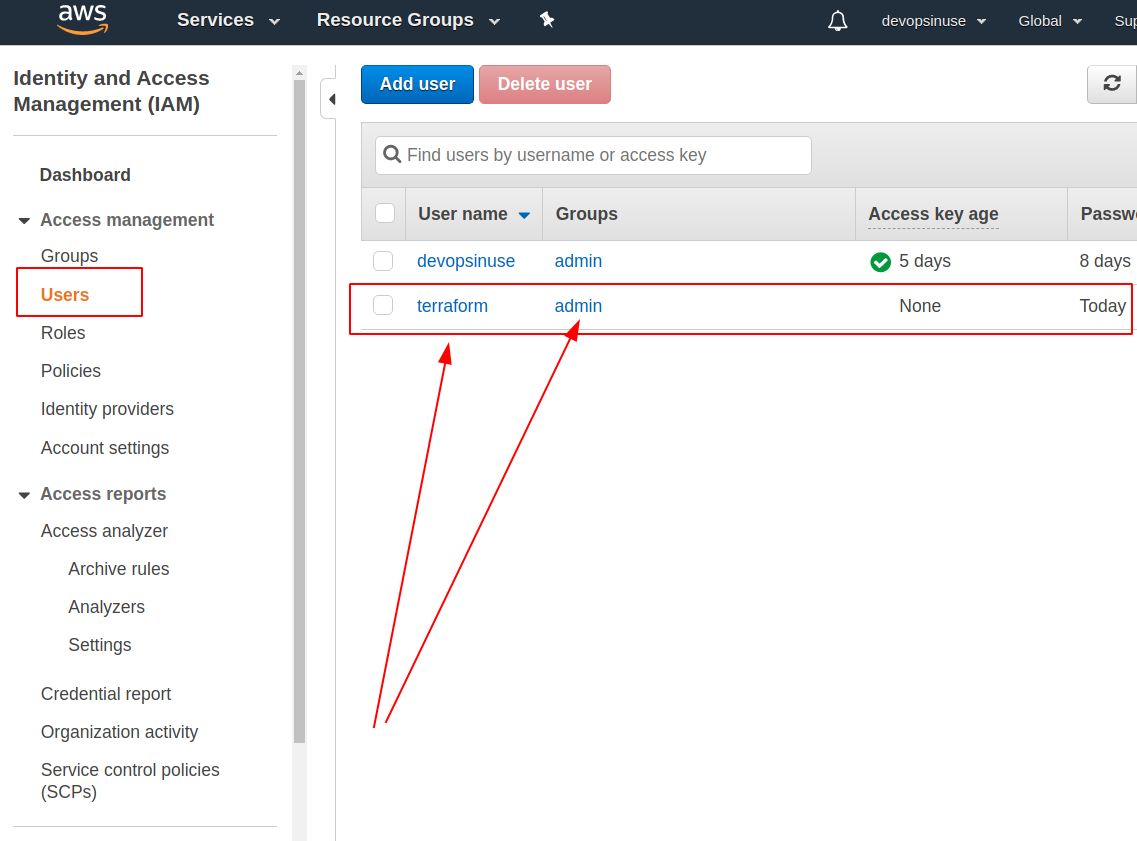 aws Services Resource Groups devopsinuse Global Sup
Identity and Access
Management (IAM)
Dashboard
Access management
Groups
Users
Roles
Policies
Identity providers
Account settings
Access reports
Access analyzer
Archive rules
Analyzers
Settings
Credential report
Organization activity
Service control policies
(SCPs)
Add user Delete user
Find users by username or access key
User name Groups Access key age Passwo
devopsinuse admin 5 days 8 days
terraform admin None Today